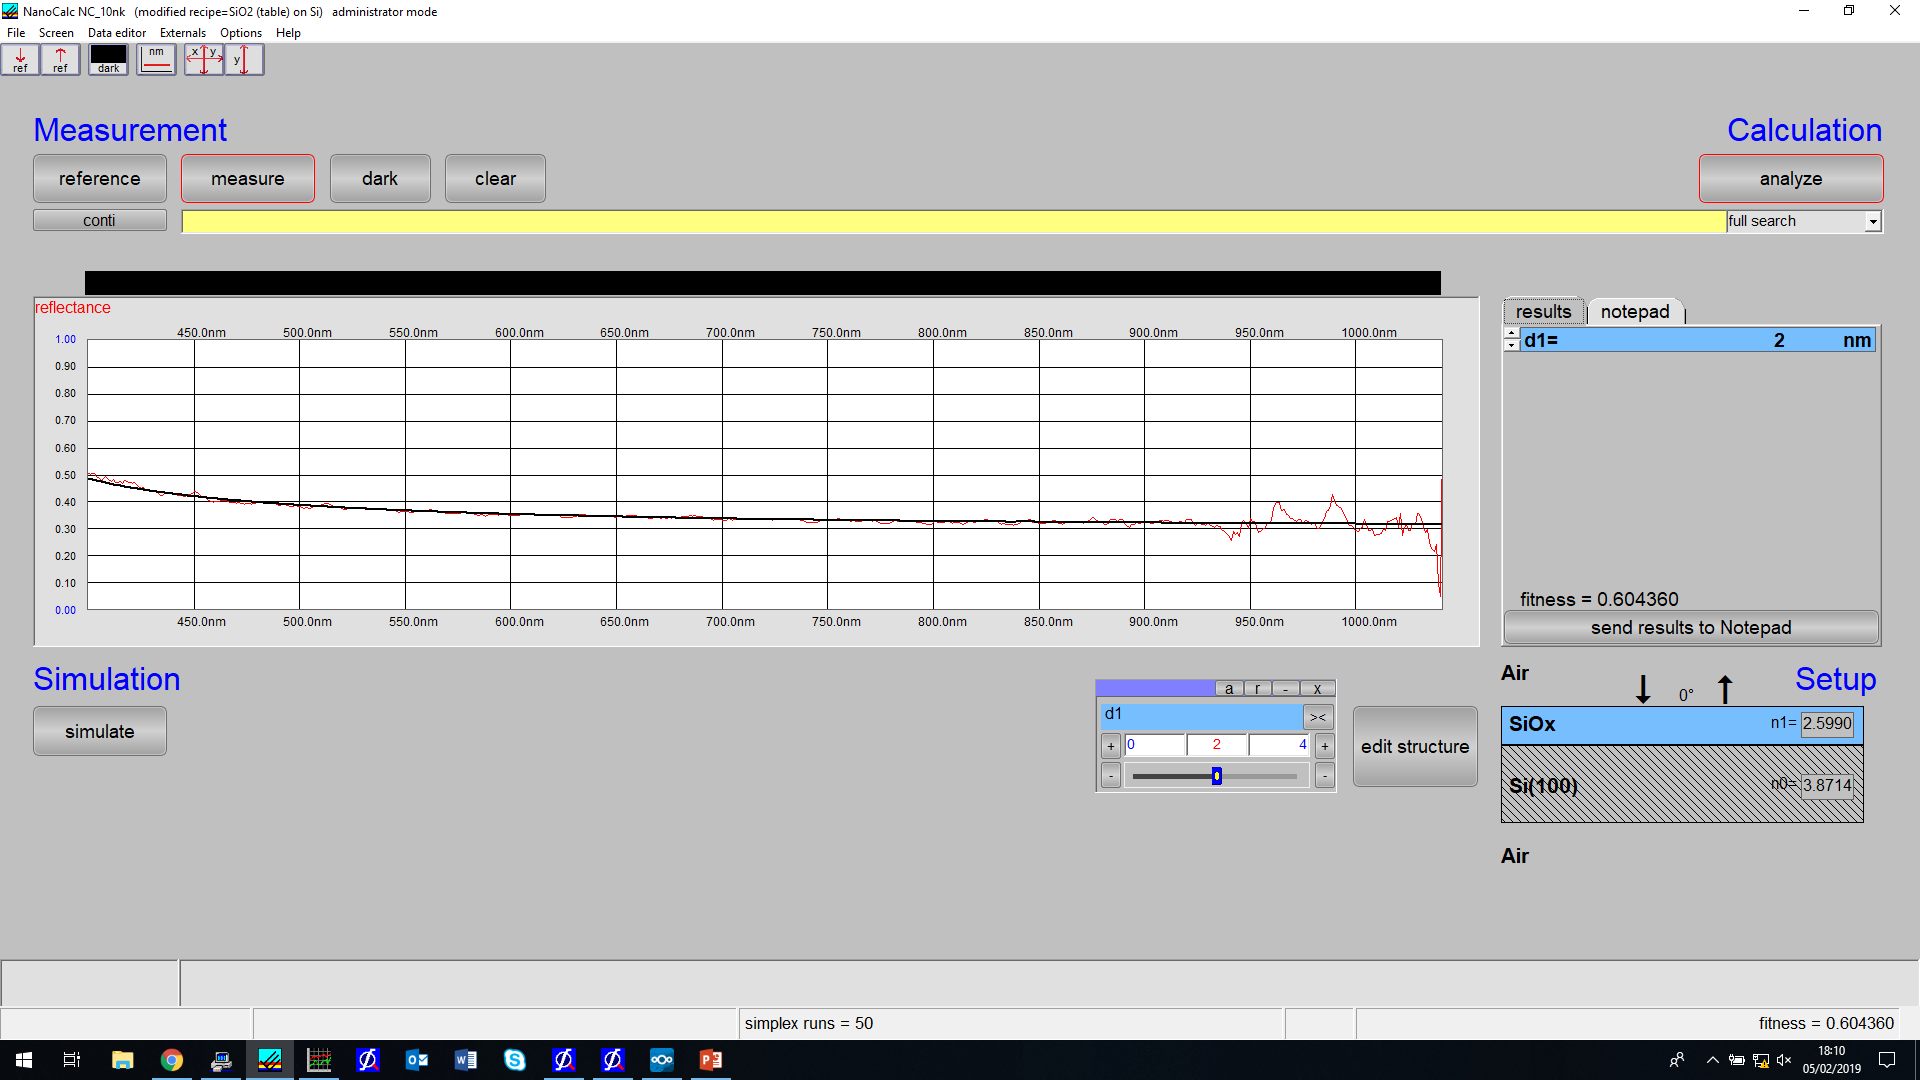 NanoCalc NC_10nk (modified recipe=SiO2 (table) on Si) administrator mode
File Screen Data editor Externals Options Help
ref ref dark nm x y y
Measurement
Calculation
reference measure dark clear
analyze
conti
full search
reflectance
450.0nm 500.0nm 550.0nm 600.0nm 650.0nm 700.0nm 750.0nm 800.0nm 850.0nm 900.0nm 950.0nm 1000.0nm
1.00
0.90
0.80
0.70
0.60
0.50
0.40
0.30
0.20
0.10
0.00
450.0nm 500.0nm 550.0nm 600.0nm 650.0nm 700.0nm 750.0nm 800.0nm 850.0nm 900.0nm 950.0nm 1000.0nm
results notepad
d1= 2 nm
fitness = 0.604360
send results to Notepad
Simulation
simulate
a r - x
d1 ><
+ 0 2 4 +
- -
edit structure
Air
0°
Setup
SiOx n1= 2.5990
Si(100) n0= 3.8714
Air
simplex runs = 50
fitness = 0.604360
18:10
05/02/2019